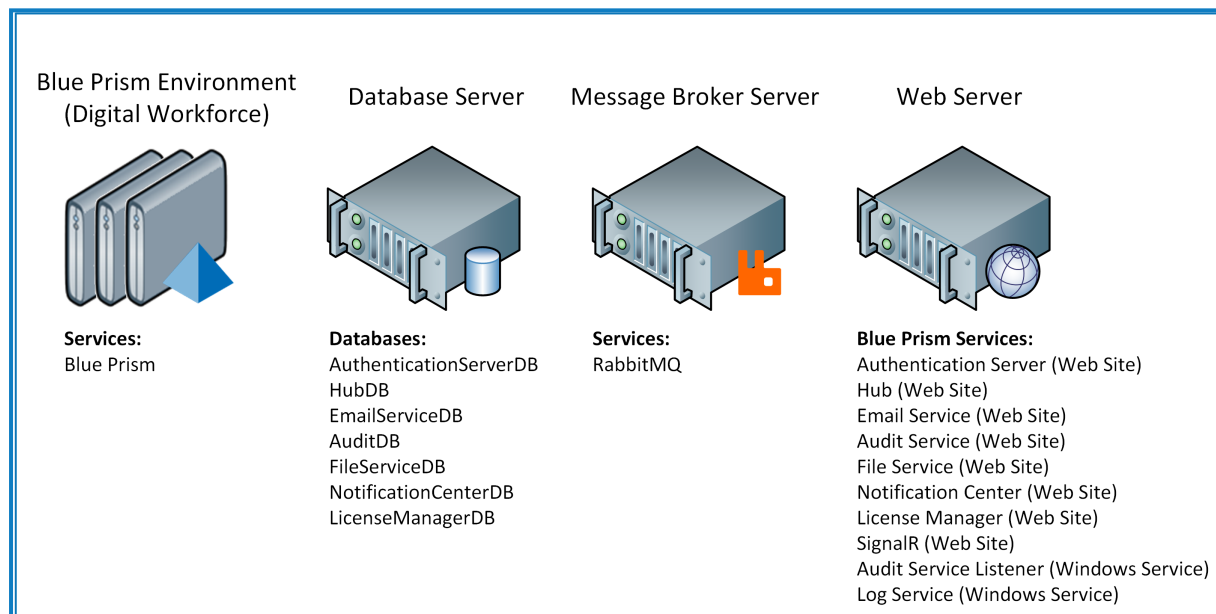 Blue Prism Environment
(Digital Workforce)
Database Server
Message Broker Server
Web Server
Services:
Blue Prism
Databases:
AuthenticationServerDB
HubDB
EmailServiceDB
AuditDB
FileServiceDB
NotificationCenterDB
LicenseManagerDB
Services:
RabbitMQ
Blue Prism Services:
Authentication Server (Web Site)
Hub (Web Site)
Email Service (Web Site)
Audit Service (Web Site)
File Service (Web Site)
Notification Center (Web Site)
License Manager (Web Site)
SignalR (Web Site)
Audit Service Listener (Windows Service)
Log Service (Windows Service)